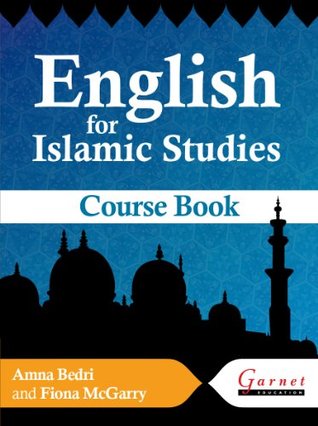 English
for
Islamic Studies
Course Book
Amna Bedri
and Fiona McGarry
Garnet
EDUCATION